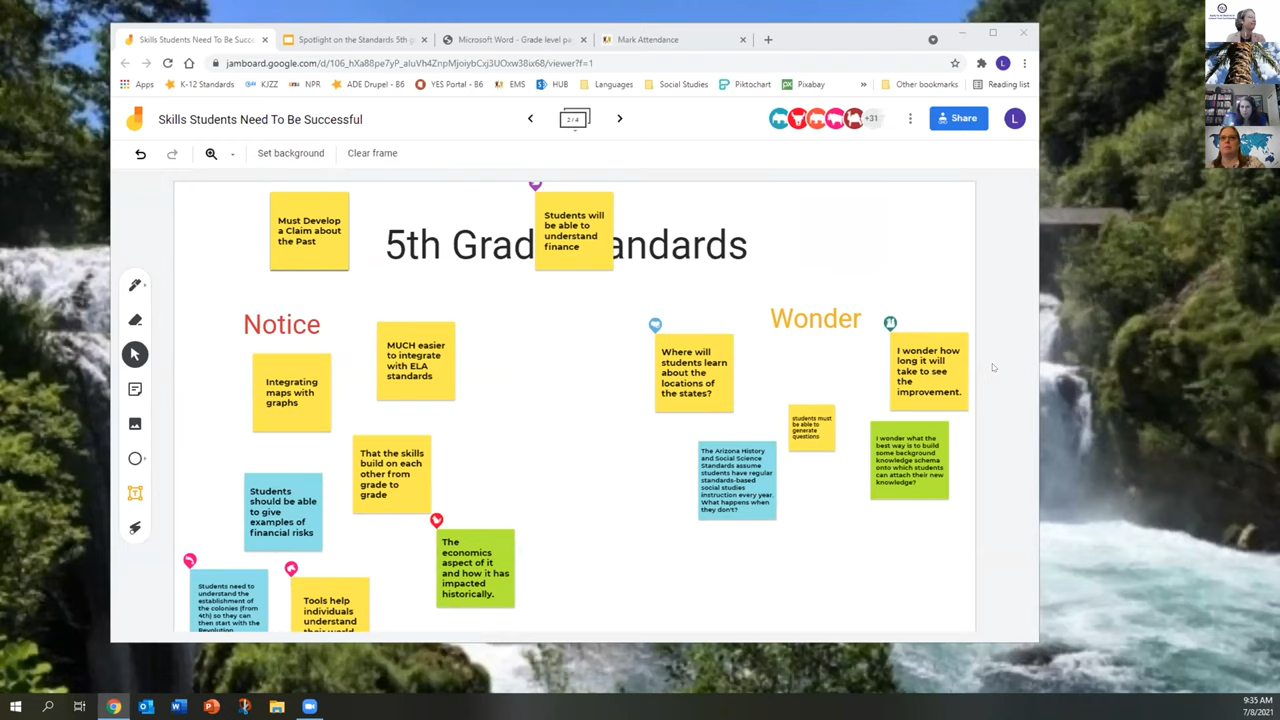 Skills Students Need To Be Succ
Spotlight on the Standards 5th g
Microsoft Word - Grade level pa
Mark Attendance
Apps
K-12 Standards
KJZZ
NPR
ADE Drupal - B6
YES Portal - B6
EMS
HUB
Languages
Social Studies
Piktochart
Pixabay
»
Other bookmarks
Reading list
Skills Students Need To Be Successful
2/4
+31
Share
L
Set background
Clear frame
Must Develop
a Claim about
the Past
Students will
be able to
understand
finance
5th Grad
andards
Notice
Wonder
MUCH easier
to integrate
with ELA
standards
Integrating
maps with
graphs
That the skills
build on each
other from
grade to
grade
Students
should be able
to give
examples of
financial risks
The
economics
aspect of it
and how it has
impacted
historically.
Students need to
understand the
establishment of
the colonies (from
4th) so they can
then start with the
Revolution
Tools help
individuals
understand
their world
Where will
students learn
about the
locations of
the states?
I wonder how
long it will
take to see
the
improvement.
students must
be able to
generate
questions
The Arizona History
and Social Science
Standards assume
students have regular
standards-based
social studies
instruction every year.
What happens when
they don't?
I wonder what the
best way is to build
some background
knowledge schema
onto which students
can attach their new
knowledge?
9:35 AM
7/8/2021